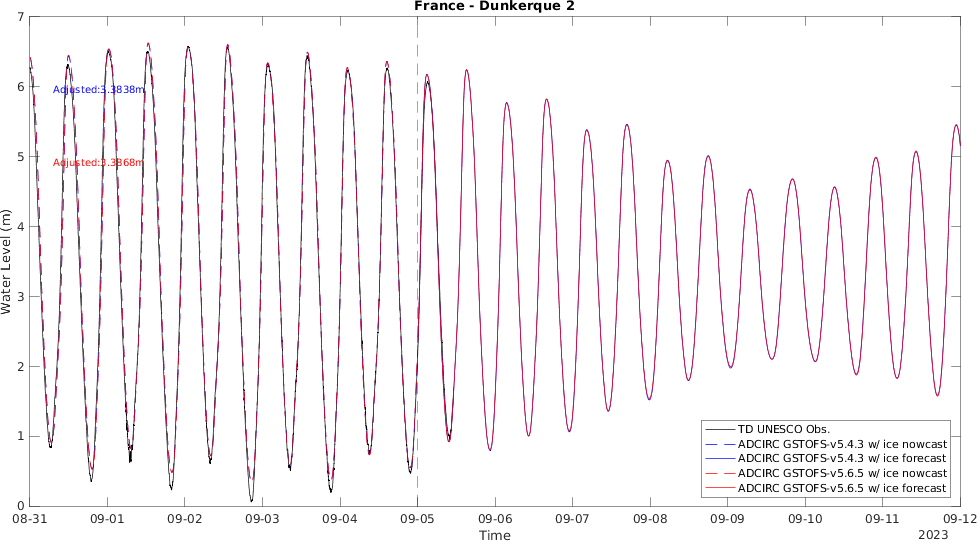 France - Dunkerque 2
7
6
5
4
3
2
1
0
Water Level (m)
Adjusted:3.3838m
Adjusted:3.3868m
TD UNESCO Obs.
ADCIRC GSTOFS-v5.4.3 w/ ice nowcast
ADCIRC GSTOFS-v5.4.3 w/ ice forecast
ADCIRC GSTOFS-v5.6.5 w/ ice nowcast
ADCIRC GSTOFS-v5.6.5 w/ ice forecast
08-31 09-01 09-02 09-03 09-04 09-05 09-06 09-07 09-08 09-09 09-10 09-11 09-12
Time
2023